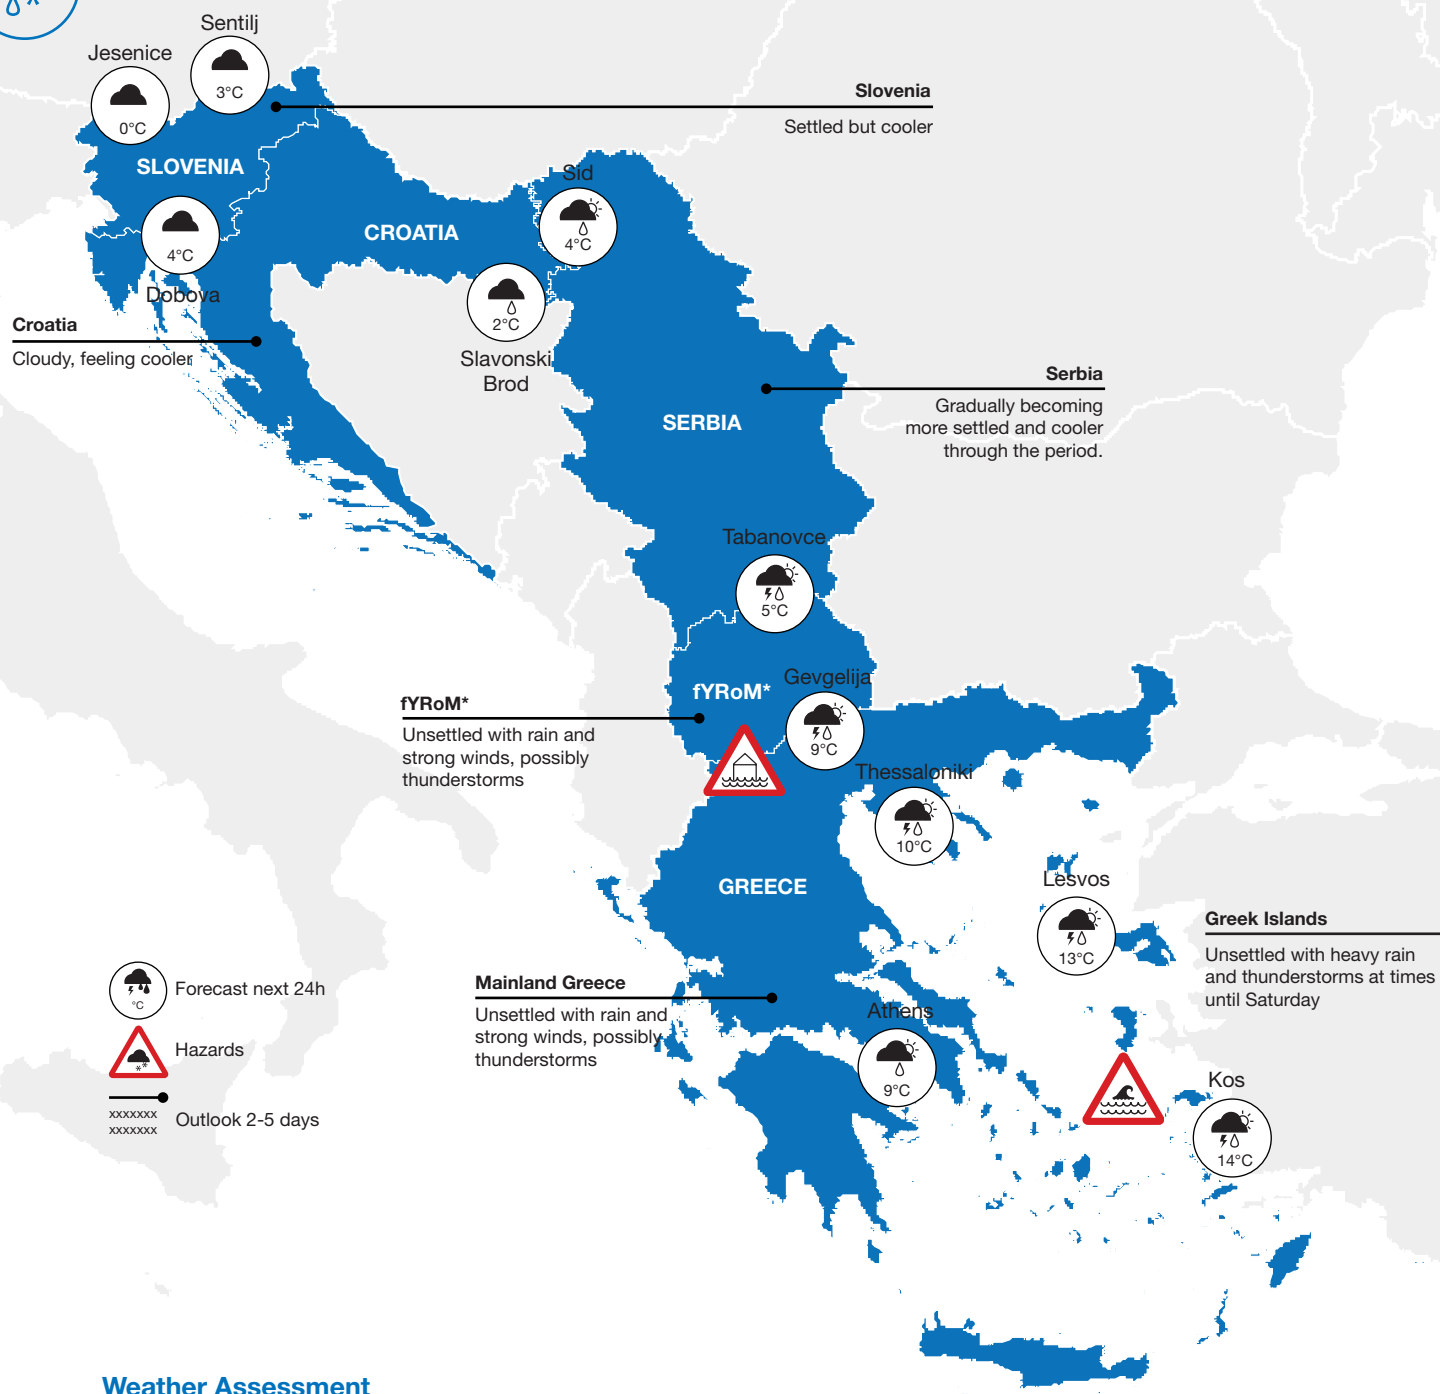 Sentilj
3°C
Jesenice
0°C
Slovenia
Settled but cooler
SLOVENIA
Sid
4°C
CROATIA
4°C
Dobova
2°C
Slavonski
Brod
Croatia
Cloudy, feeling cooler
Serbia
Gradually becoming
more settled and cooler
through the period.
SERBIA
Tabanovce
5°C
fYRoM*
Gevgelija
9°C
fYRoM*
Unsettled with rain and
strong winds, possibly
thunderstorms
Thessaloniki
10°C
GREECE
Lesvos
13°C
Greek Islands
Unsettled with heavy rain
and thunderstorms at times
until Saturday
Mainland Greece
Unsettled with rain and
strong winds, possibly
thunderstorms
Athens
9°C
Kos
14°C
°C
Forecast next 24h
Hazards
xxxxxxx
xxxxxxx
Outlook 2-5 days
Weather Assessment